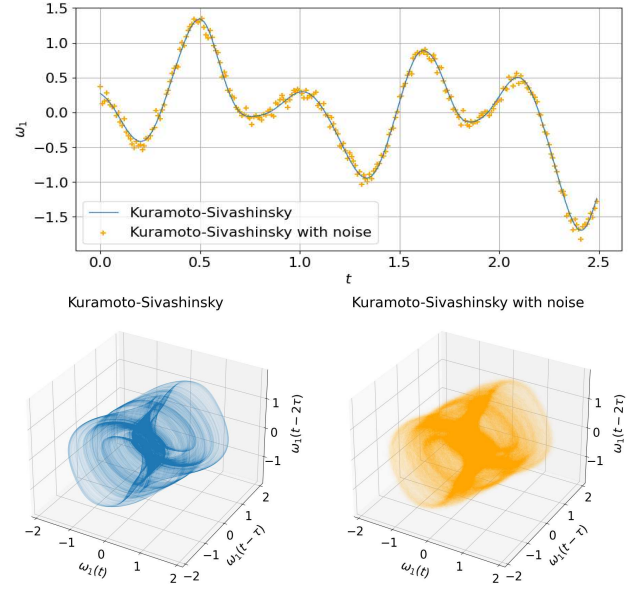 1.5
1.0
0.5
0.0
−0.5
−1.0
−1.5
ω₁
Kuramoto-Sivashinsky
Kuramoto-Sivashinsky with noise
0.0 0.5 1.0 1.5 2.0 2.5
t
Kuramoto-Sivashinsky
1
0
−1
ω₁(t − 2τ)
2
1
0
−1
−2
ω₁(t − τ)
−2
−1
0
1
2
ω₁(t)
Kuramoto-Sivashinsky with noise
1
0
−1
ω₁(t − 2τ)
2
1
0
−1
−2
ω₁(t − τ)
−2
−1
0
1
2
ω₁(t)